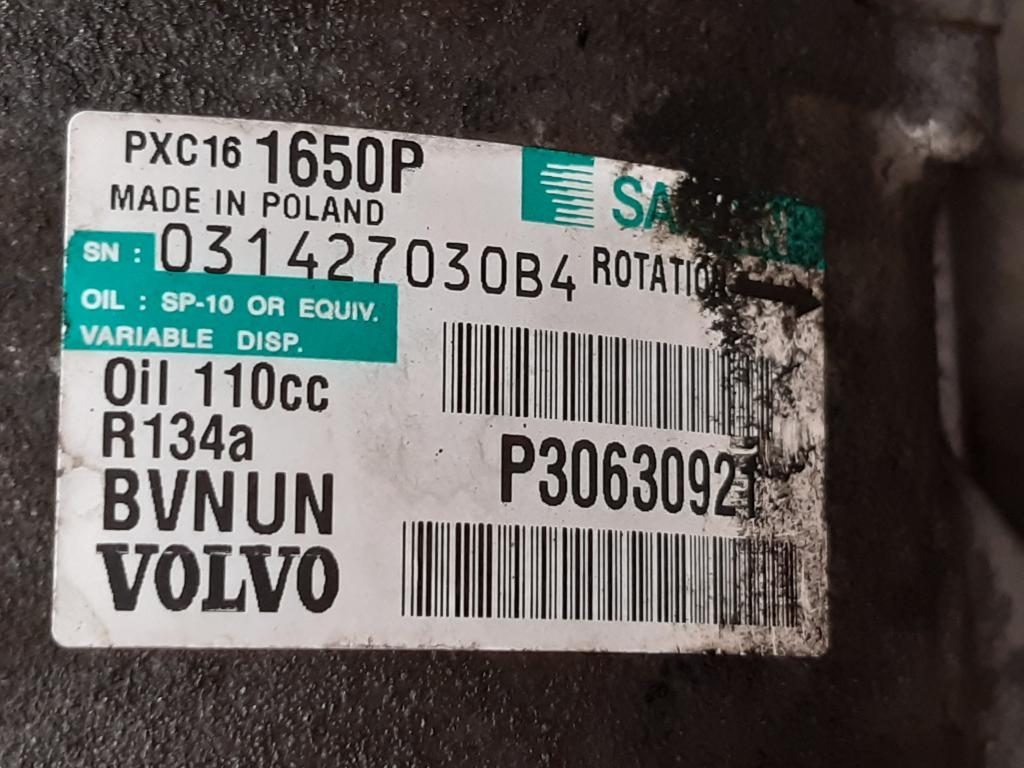 PXC16 1650P
MADE IN POLAND
SN : 031427030B4 ROTATION
OIL : SP-10 OR EQUIV.
VARIABLE DISP.
Oil 110cc
R134a
P30630921
BVNUN
VOLVO